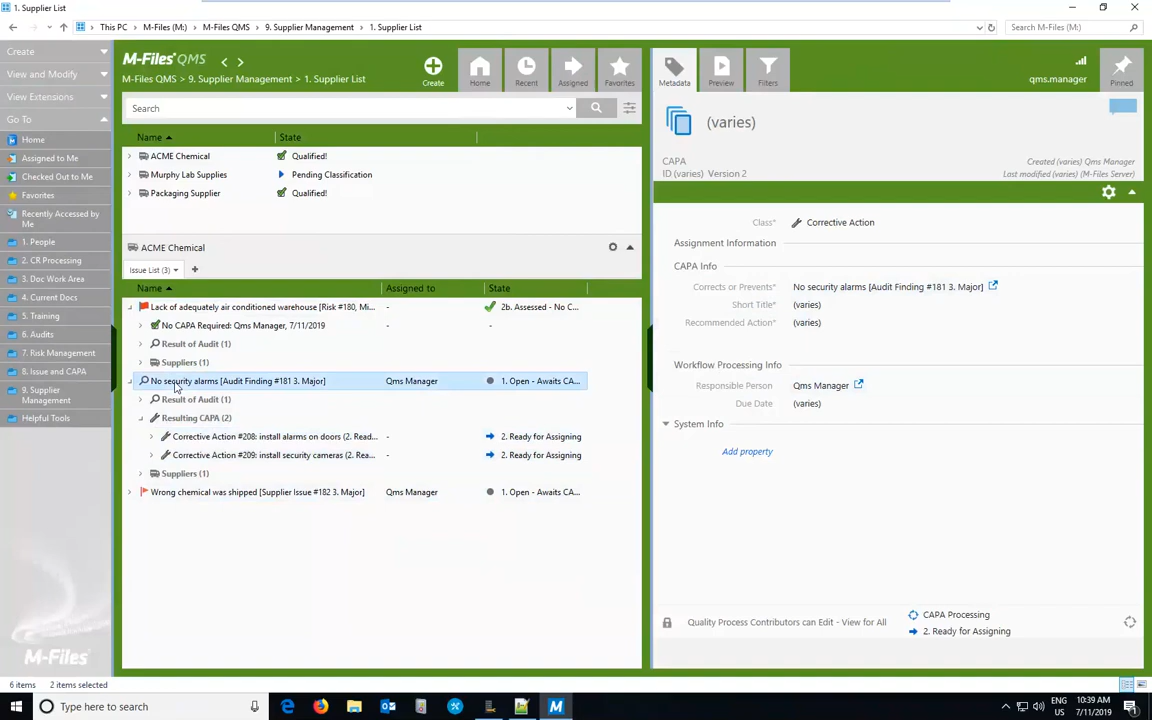 1. Supplier List
This PC > M-Files (M:) > M-Files QMS > 9. Supplier Management > 1. Supplier List
Search M-Files (M:)
Create
View and Modify
View Extensions
Go To
Home
Assigned to Me
Checked Out to Me
Favorites
Recently Accessed by
Me
1. People
2. CR Processing
3. Doc Work Area
4. Current Docs
5. Training
6. Audits
7. Risk Management
8. Issue and CAPA
9. Supplier
Management
Helpful Tools
M-Files
M-Files QMS
M-Files QMS > 9. Supplier Management > 1. Supplier List
Create
Home
Recent
Assigned
Favorites
Search
Name State
ACME Chemical Qualified!
Murphy Lab Supplies Pending Classification
Packaging Supplier Qualified!
ACME Chemical
Issue List (3) +
Name Assigned to State
Lack of adequately air conditioned warehouse [Risk #180, Mi... - 2b. Assessed - No C...
No CAPA Required: Qms Manager, 7/11/2019 - -
Result of Audit (1)
Suppliers (1)
No security alarms [Audit Finding #181 3. Major] Qms Manager 1. Open - Awaits CA...
Result of Audit (1)
Resulting CAPA (2)
Corrective Action #208: install alarms on doors (2. Read... - 2. Ready for Assigning
Corrective Action #209: install security cameras (2. Rea... - 2. Ready for Assigning
Suppliers (1)
Wrong chemical was shipped [Supplier Issue #182 3. Major] Qms Manager 1. Open - Awaits CA...
Metadata
Preview
Filters
qms.manager
Pinned
(varies)
CAPA
ID (varies) Version 2
Created (varies) Qms Manager
Last modified (varies) (M-Files Server)
Class* Corrective Action
Assignment Information
CAPA Info
Corrects or Prevents* No security alarms [Audit Finding #181 3. Major]
Short Title* (varies)
Recommended Action* (varies)
Workflow Processing Info
Responsible Person Qms Manager
Due Date (varies)
System Info
Add property
Quality Process Contributors can Edit - View for All
CAPA Processing
2. Ready for Assigning
6 items 2 items selected
Type here to search
M
ENG
US
10:39 AM
7/11/2019
1